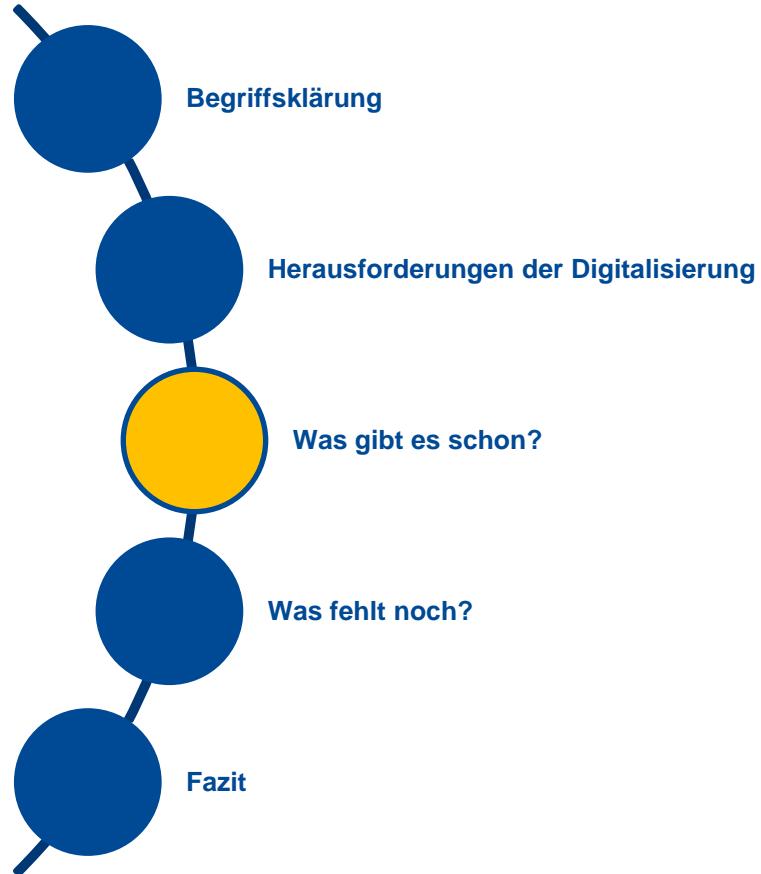 Begriffsklärung
Herausforderungen der Digitalisierung
Was gibt es schon?
Was fehlt noch?
Fazit